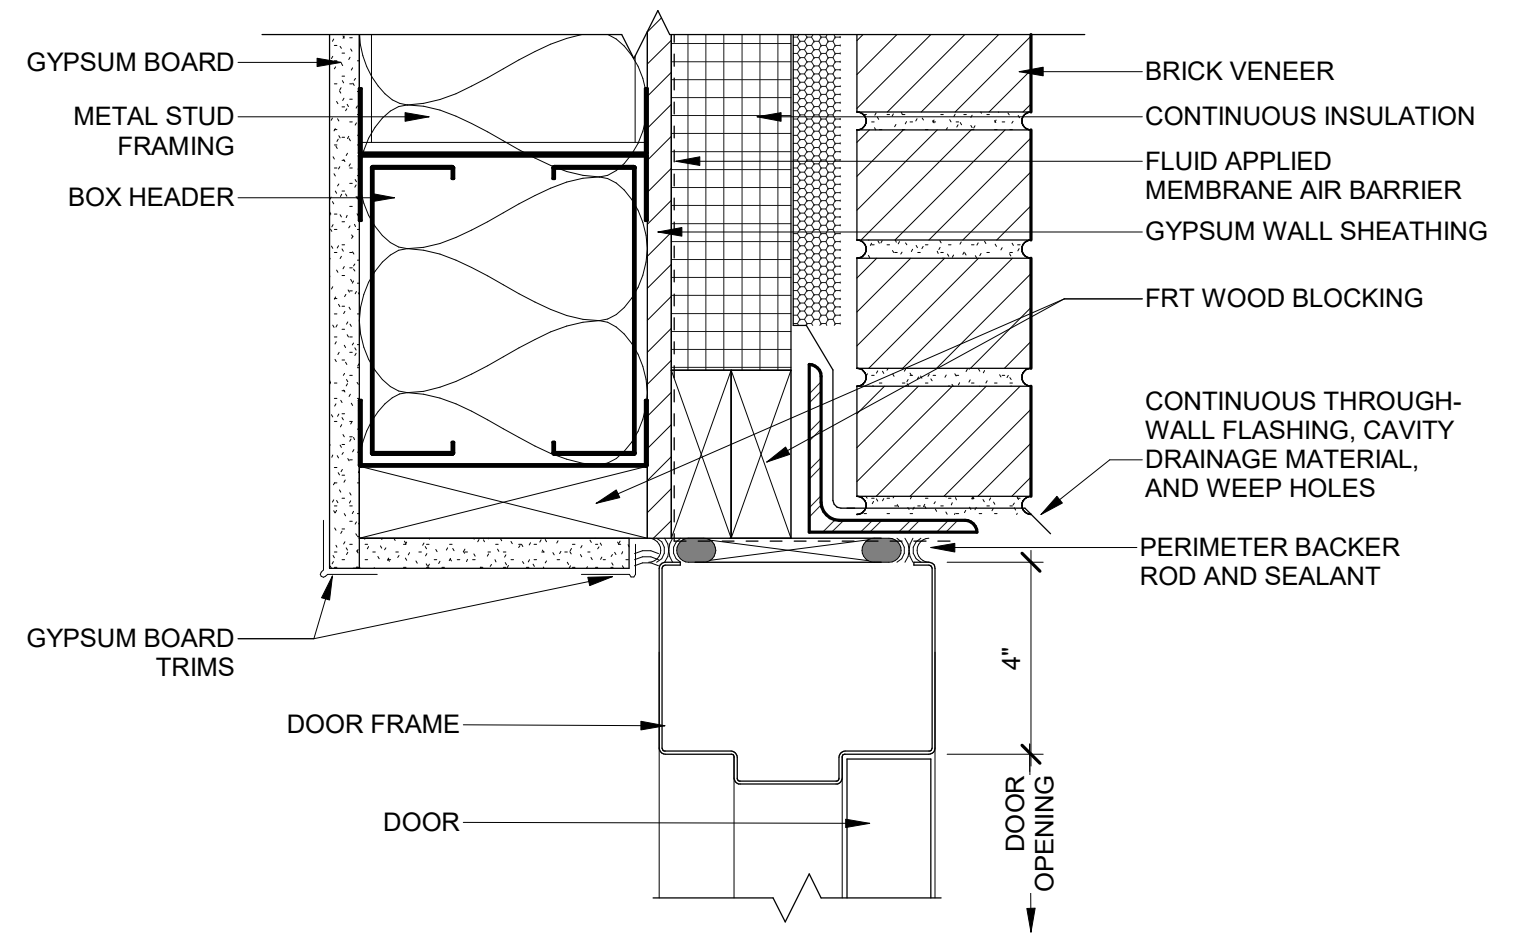 GYPSUM BOARD
METAL STUD
FRAMING
BOX HEADER
GYPSUM BOARD
TRIMS
DOOR FRAME
DOOR
BRICK VENEER
CONTINUOUS INSULATION
FLUID APPLIED
MEMBRANE AIR BARRIER
GYPSUM WALL SHEATHING
FRT WOOD BLOCKING
CONTINUOUS THROUGH-
WALL FLASHING, CAVITY
DRAINAGE MATERIAL,
AND WEEP HOLES
PERIMETER BACKER
ROD AND SEALANT
4"
DOOR
OPENING